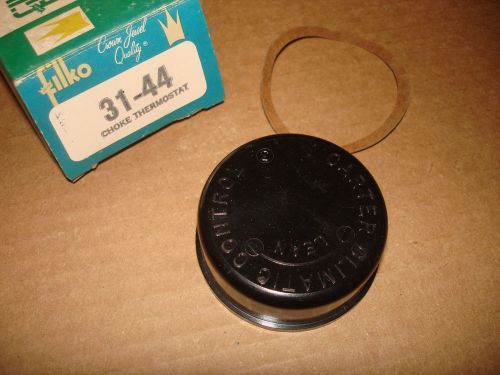 filko
Crown Jewel
Quality ®
31-44
CHOKE THERMOSTAT
CARTER CLIMATIC CONTROL
LEAN